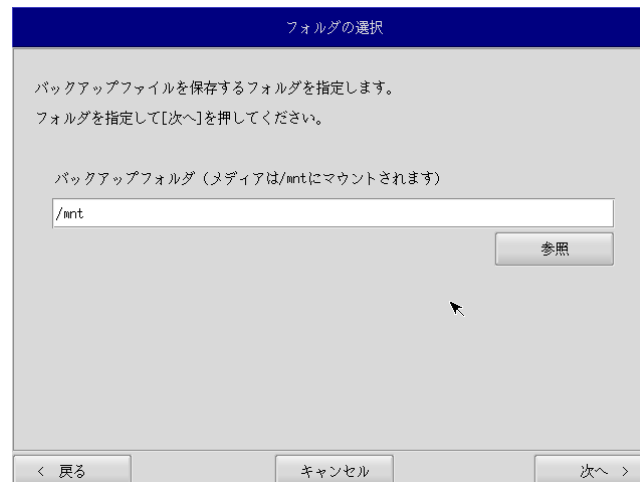 フォルダの選択
バックアップファイルを保存するフォルダを指定します。
フォルダを指定して[次へ]を押してください。
バックアップフォルダ（メディアは/mntにマウントされます）
/mnt
参照
< 戻る
キャンセル
次へ >